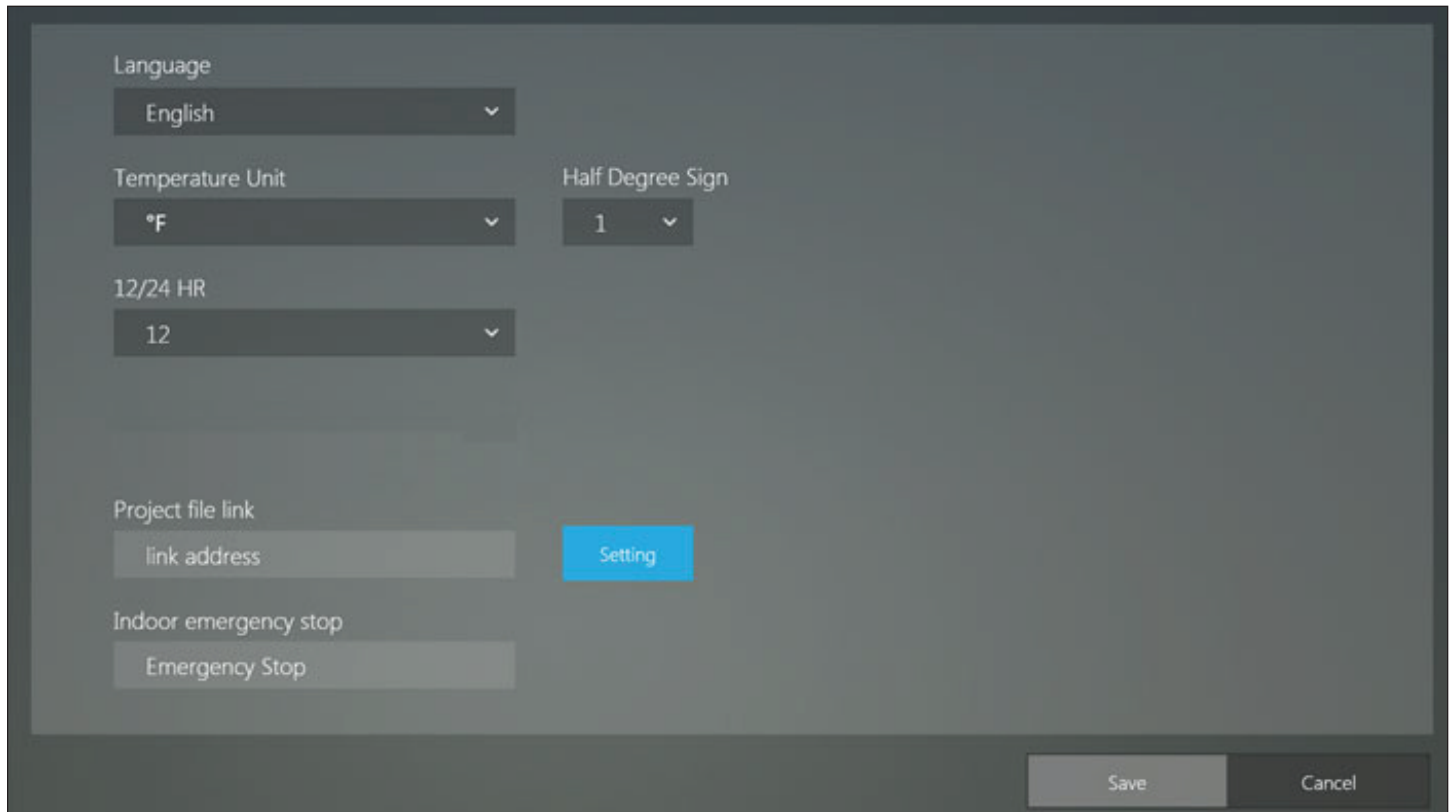 Language
English
Temperature Unit
Half Degree Sign
°F
1
12/24 HR
12
Project file link
link address
Setting
Indoor emergency stop
Emergency Stop
Save
Cancel